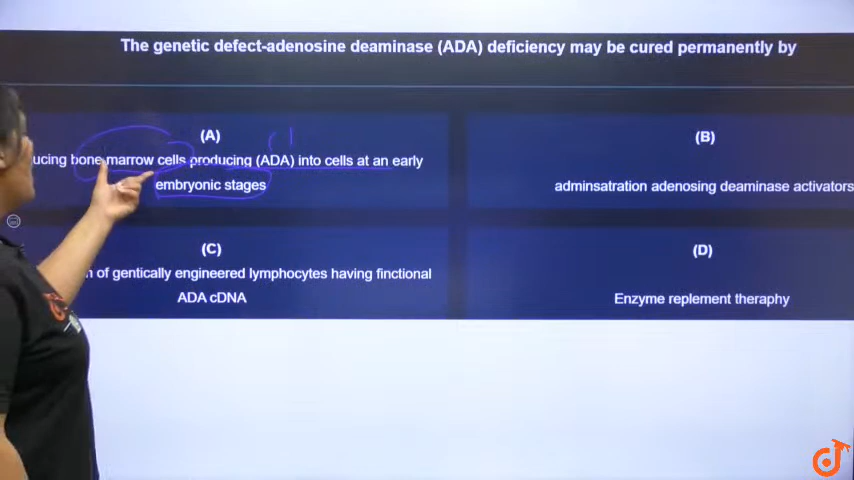 The genetic defect-adenosine deaminase (ADA) deficiency may be cured permanently by
(A)
ucing bone marrow cells producing (ADA) into cells at an early
embryonic stages
(B)
adminsatration adenosing deaminase activators
(C)
of gentically engineered lymphocytes having finctional
ADA cDNA
(D)
Enzyme replement theraphy